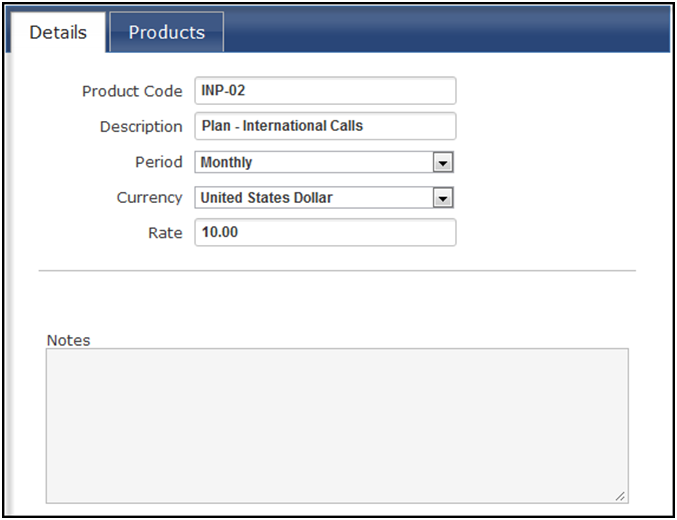 Details Products
Product Code INP-02
Description Plan - International Calls
Period Monthly
Currency United States Dollar
Rate 10.00
Notes